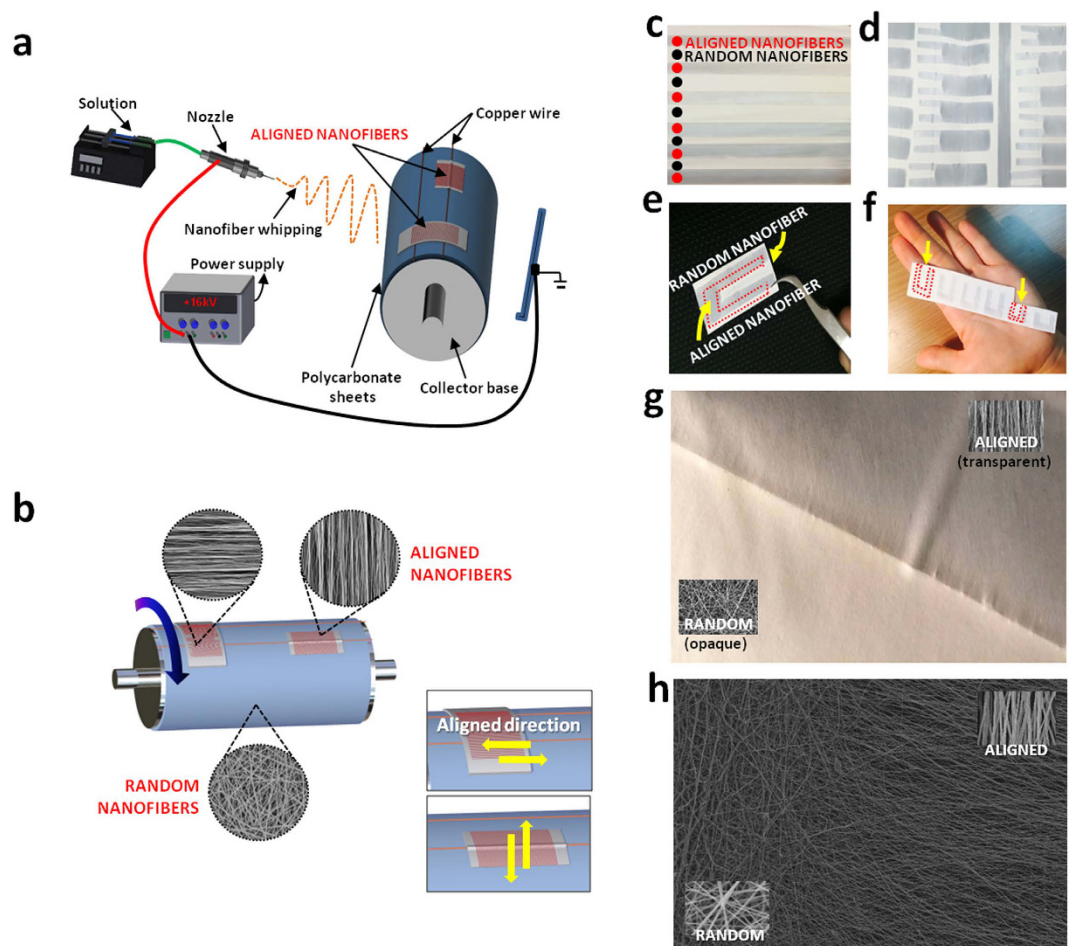 a
Solution
Nozzle
ALIGNED NANOFIBERS
Copper wire
Nanofiber whipping
Power supply
+16kV
Polycarbonate
sheets
Collector base
b
ALIGNED
NANOFIBERS
RANDOM
NANOFIBERS
Aligned direction
c
ALIGNED NANOFIBERS
RANDOM NANOFIBERS
d
e
RANDOM NANOFIBER
ALIGNED NANOFIBER
f
g
ALIGNED
(transparent)
RANDOM
(opaque)
h
ALIGNED
RANDOM